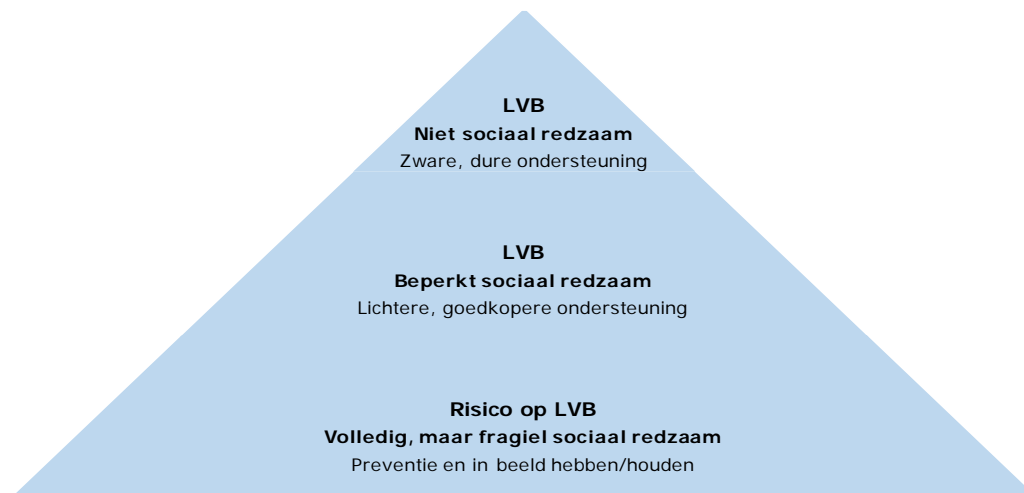 LVB
Niet sociaal redzaam
Zware, dure ondersteuning
LVB
Beperkt sociaal redzaam
Lichtere, goedkopere ondersteuning
Risico op LVB
Volledig, maar fragiel sociaal redzaam
Preventie en in beeld hebben/houden